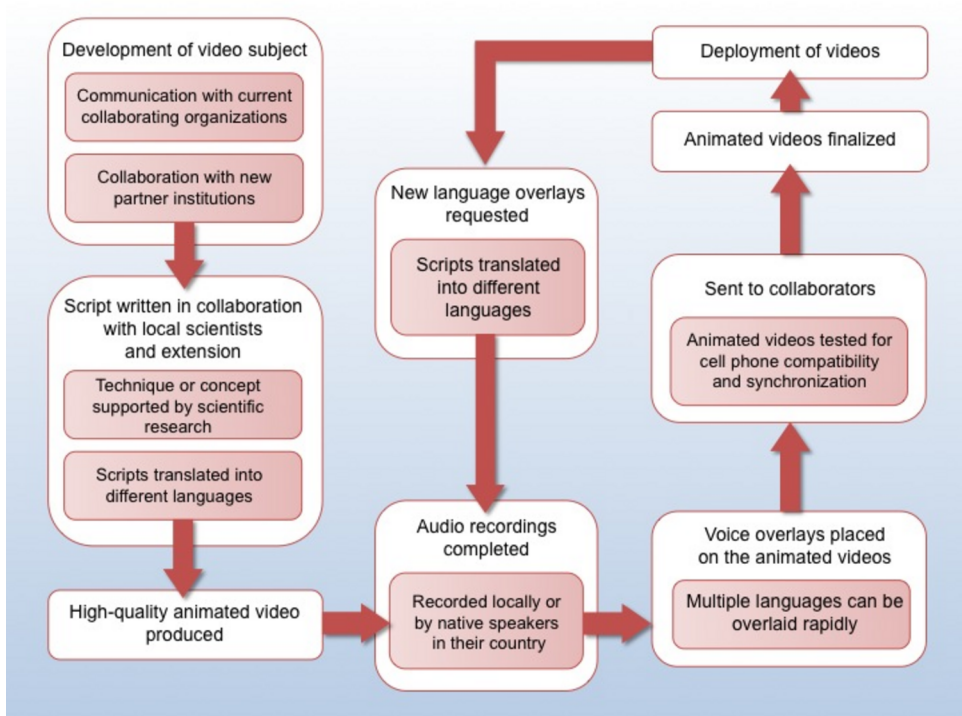 Development of video subject
Communication with current
collaborating organizations
Collaboration with new
partner institutions
Script written in collaboration
with local scientists
and extension
Technique or concept
supported by scientific
research
Scripts translated into
different languages
High-quality animated video
produced
New language overlays
requested
Scripts translated
into different
languages
Audio recordings
completed
Recorded locally or
by native speakers
in their country
Deployment of videos
Animated videos finalized
Sent to collaborators
Animated videos tested for
cell phone compatibility
and synchronization
Voice overlays placed
on the animated videos
Multiple languages can be
overlaid rapidly